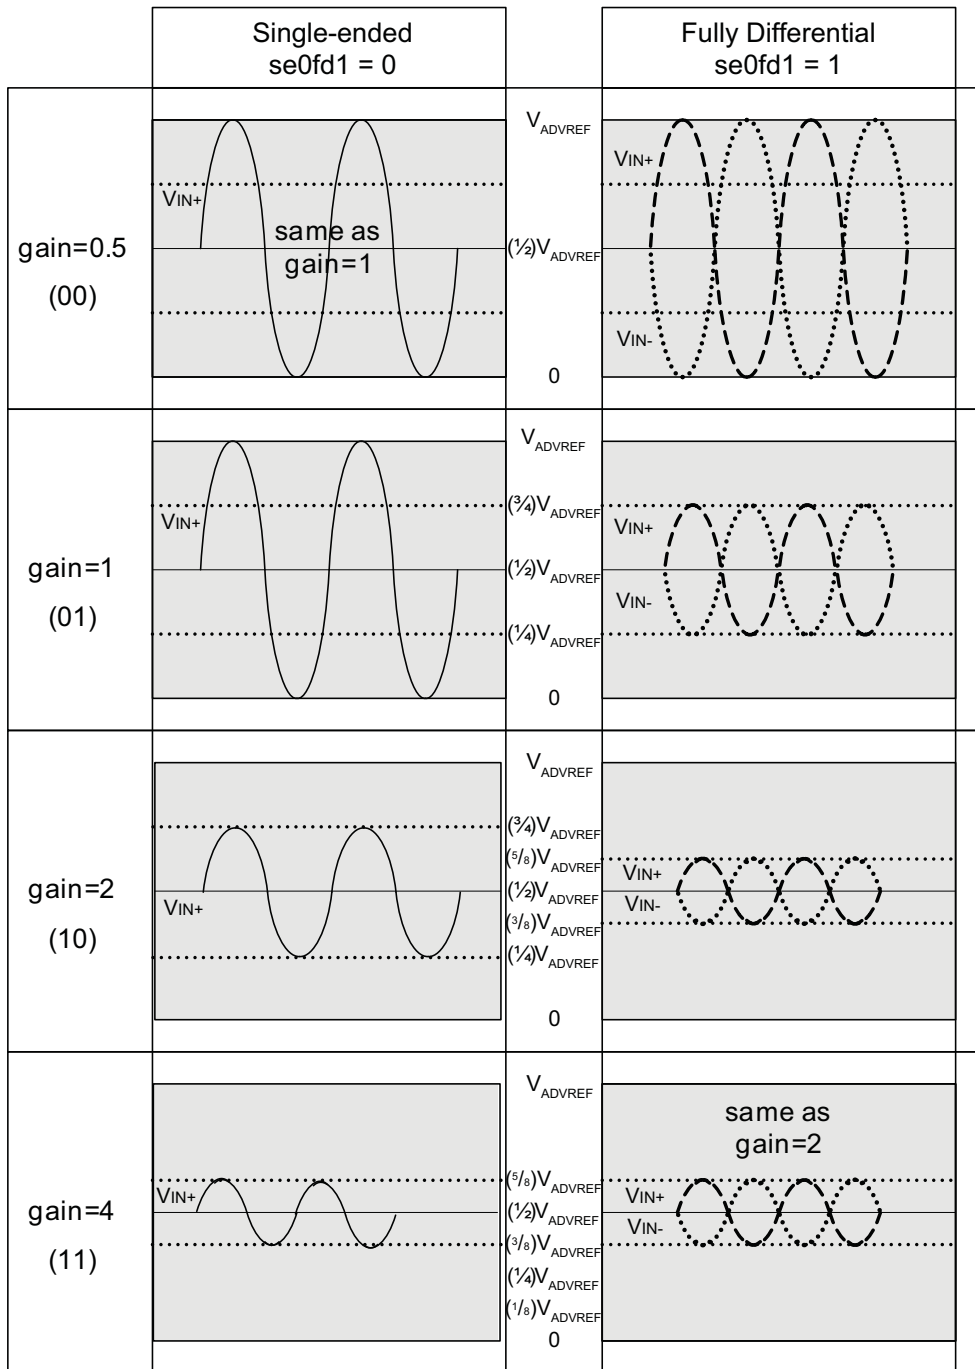 Single-ended
se0fd1 = 0
Fully Differential
se0fd1 = 1
gain=0.5
(00)
VIN+
same as
gain=1
VADVREF
(½)VADVREF
0
VIN+
VIN-
gain=1
(01)
VIN+
VADVREF
(¾)VADVREF
(½)VADVREF
(¼)VADVREF
0
VIN+
VIN-
gain=2
(10)
VIN+
VADVREF
(¾)VADVREF
(5/8)VADVREF
(½)VADVREF
(3/8)VADVREF
(¼)VADVREF
0
VIN+
VIN-
gain=4
(11)
VIN+
VADVREF
(5/8)VADVREF
(½)VADVREF
(3/8)VADVREF
(¼)VADVREF
(1/8)VADVREF
0
same as
gain=2
VIN+
VIN-